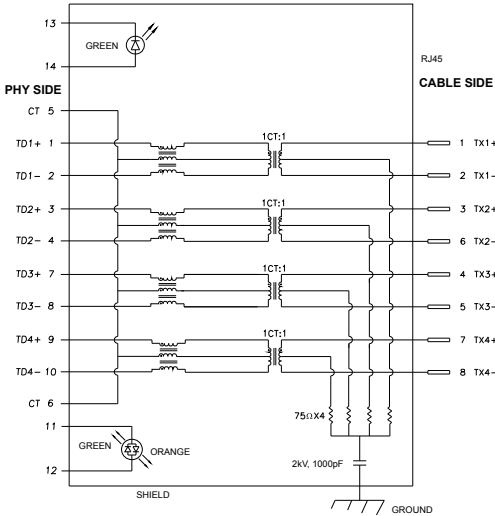 13
GREEN
14
RJ45
PHY SIDE
CABLE SIDE
CT 5
1CT:1
TD1+ 1
1 TX1+
TD1- 2
2 TX1-
1CT:1
TD2+ 3
3 TX2+
TD2- 4
6 TX2-
1CT:1
TD3+ 7
4 TX3+
TD3- 8
5 TX3-
1CT:1
TD4+ 9
7 TX4+
TD4- 10
8 TX4-
CT 6
75ΩX4
11
GREEN
ORANGE
2kV, 1000pF
12
SHIELD
GROUND